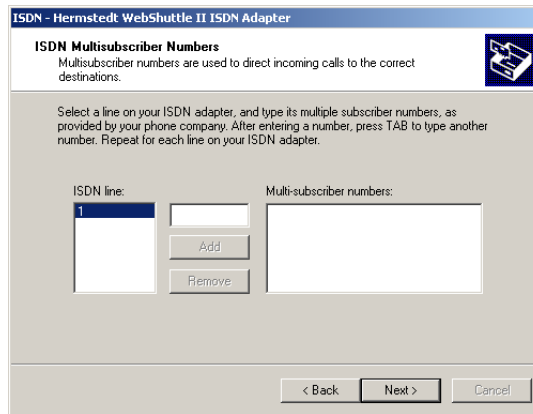 ISDN - Hermstedt WebShuttle II ISDN Adapter
ISDN Multisubscriber Numbers
Multisubscriber numbers are used to direct incoming calls to the correct
destinations.
Select a line on your ISDN adapter, and type its multiple subscriber numbers, as
provided by your phone company. After entering a number, press TAB to type another
number. Repeat for each line on your ISDN adapter.
ISDN line:
Multi-subscriber numbers:
1
Add
Remove
< Back
Next >
Cancel